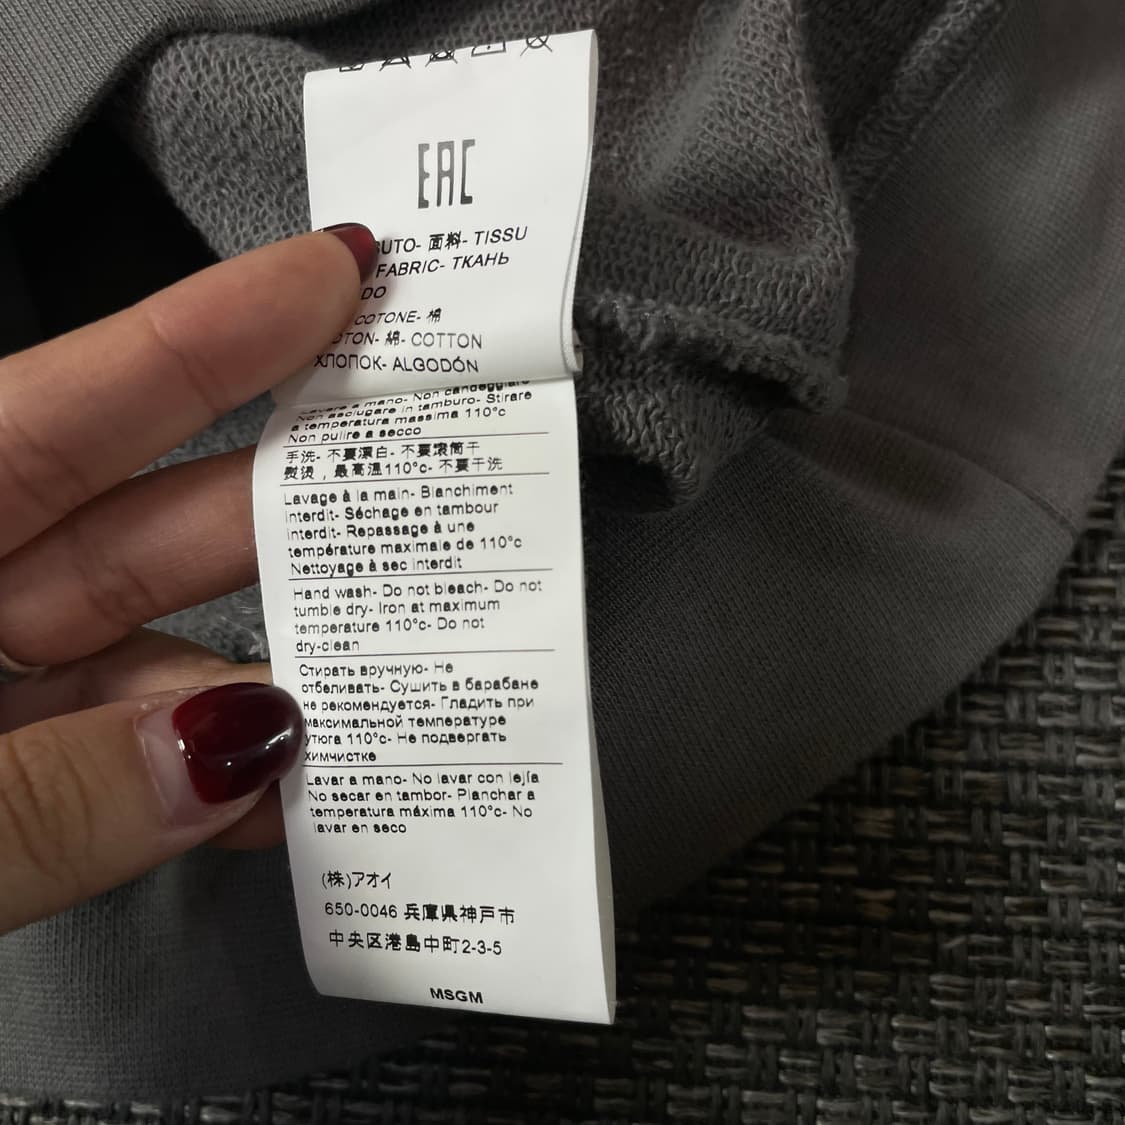 EAC
面料- TISSU
FABRIC- ТКАНЬ
COTONE- 棉
綿- COTTON
ХЛОПОК- ALGODÓN
Lavare a mano- Non candeggiare
Non asciugare in tamburo- Stirare
a temperatura massima 110°c
Non pulire a secco
手洗- 不要漂白- 不要滚筒干
熨烫，最高温110°c- 不要干洗
Lavage à la main- Blanchiment
interdit- Séchage en tambour
interdit- Repassage à une
température maximale de 110°c
Nettoyage à sec interdit
Hand wash- Do not bleach- Do not
tumble dry- Iron at maximum
temperature 110°c- Do not
dry-clean
Стирать вручную- Не
отбеливать- Сушить в барабане
не рекомендуется- Гладить при
максимальной температуре
утюга 110°c- Не подвергать
химчистке
Lavar a mano- No lavar con lejía
No secar en tambor- Planchar a
temperatura máxima 110°c- No
lavar en seco
(株)アオイ
650-0046 兵庫県神戸市
中央区港島中町2-3-5
MSGM